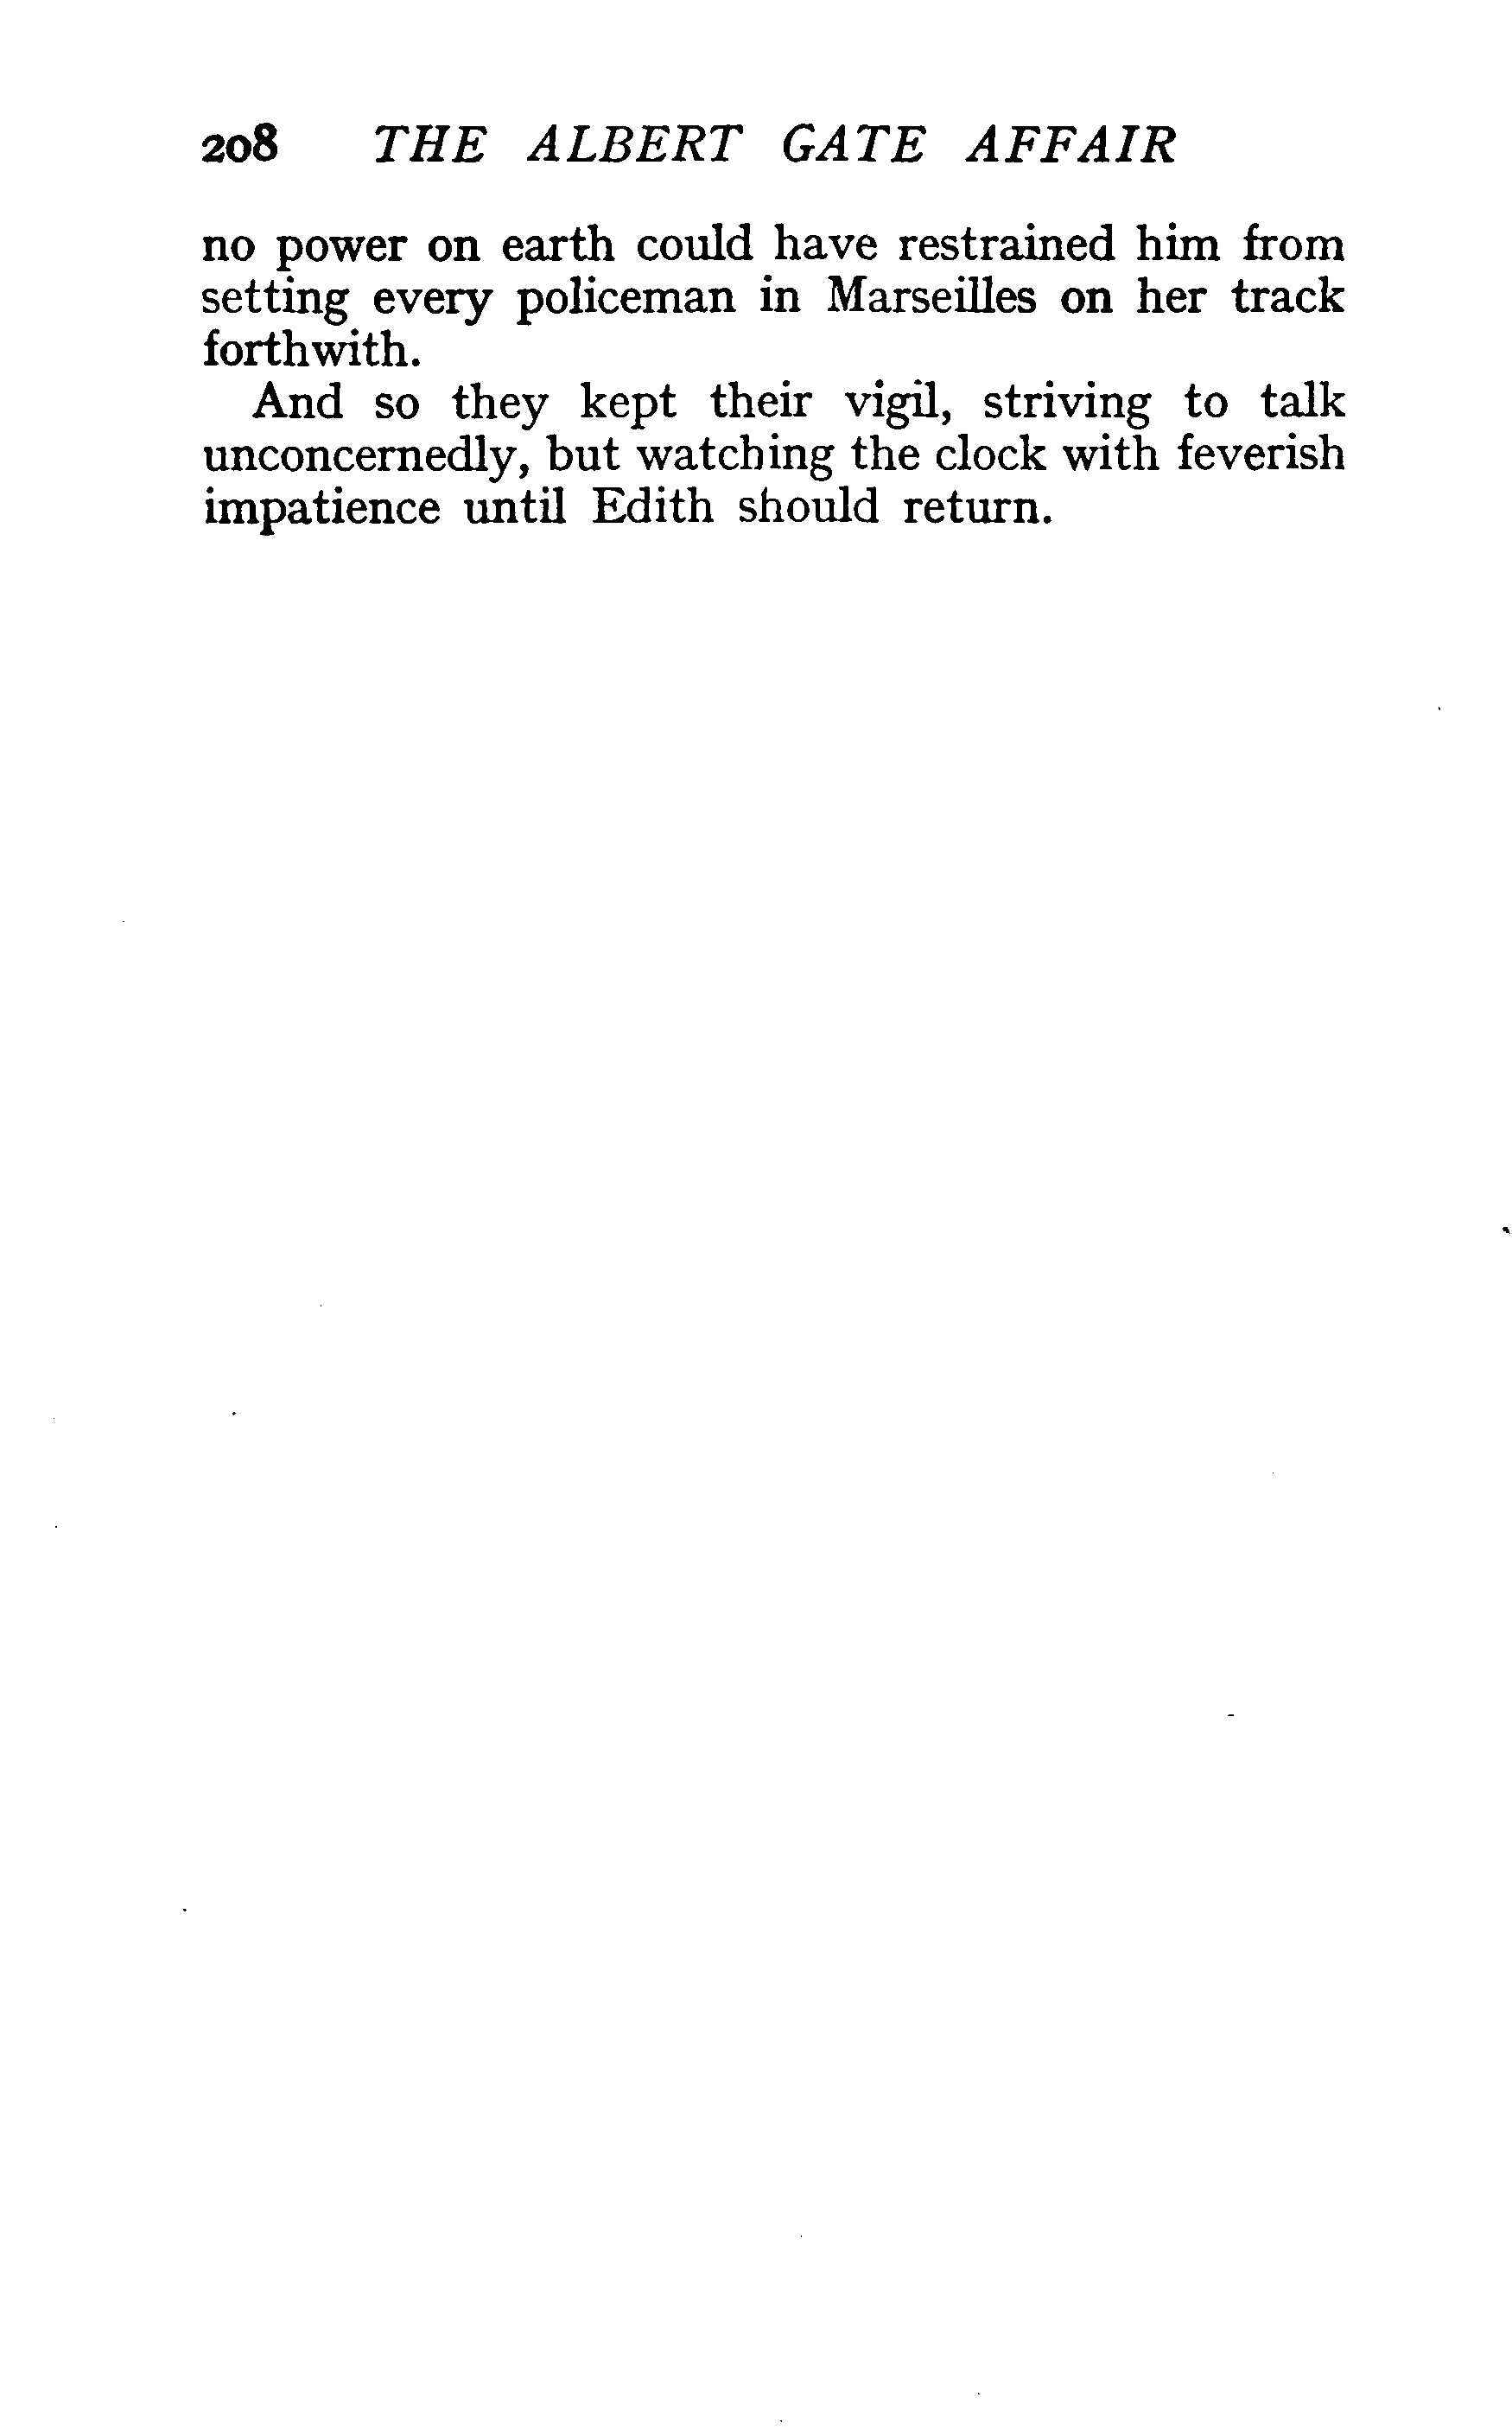 208 THE ALBERT GATE AFFAIR
no power on earth could have restrained him from
setting every policeman in Marseilles on her track
forthwith.
And so they kept their vigil, striving to talk
unconcernedly, but watching the clock with feverish
impatience until Edith should return.